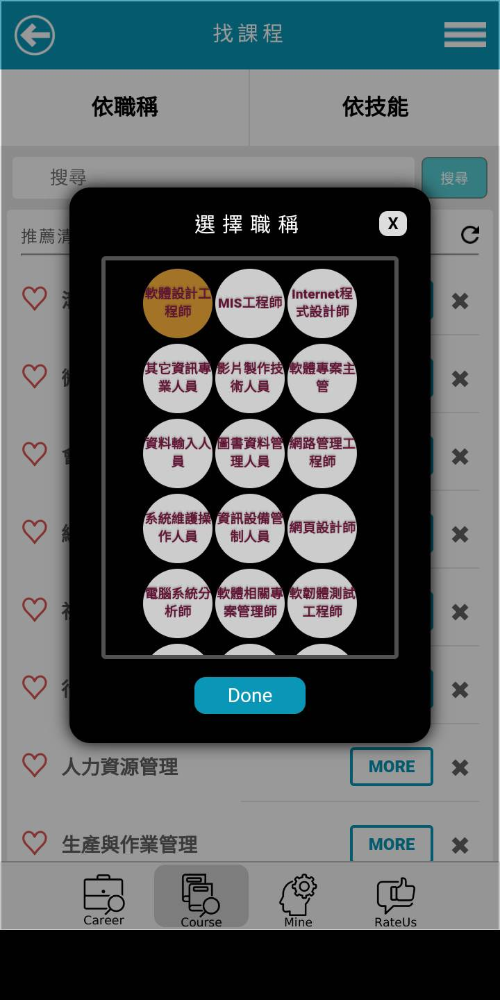 找課程
依職稱
依技能
搜尋
搜尋
選擇職稱
X
推薦清
軟體設計工
程師
MIS工程師
Internet程
式設計師
其它資訊專
業人員
影片製作技
術人員
軟體專案主
管
資料輸入人
員
圖書資料管
理人員
網路管理工
程師
系統維護操
作人員
資訊設備管
制人員
網頁設計師
電腦系統分
析師
軟體相關專
案管理師
軟韌體測試
工程師
Done
人力資源管理
MORE
生產與作業管理
MORE
Career
Course
Mine
RateUs